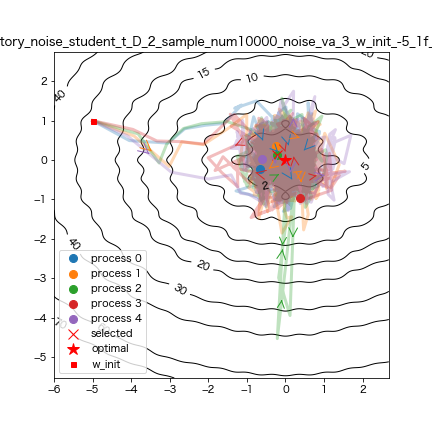 tory_noise_student_t_D_2_sample_num10000_noise_va_3_w_init_-5_1f_
40
15
10
20
5
2
40
20
30
2
1
0
−1
−2
−3
−4
−5
process 0
process 1
process 2
process 3
process 4
selected
optimal
w_init
−6 −5 −4 −3 −2 −1 0 1 2